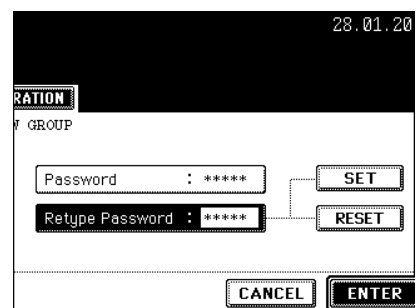 28.01.20
RATION
GROUP
Password : ***** SET
Retype Password : ***** RESET
CANCEL ENTER